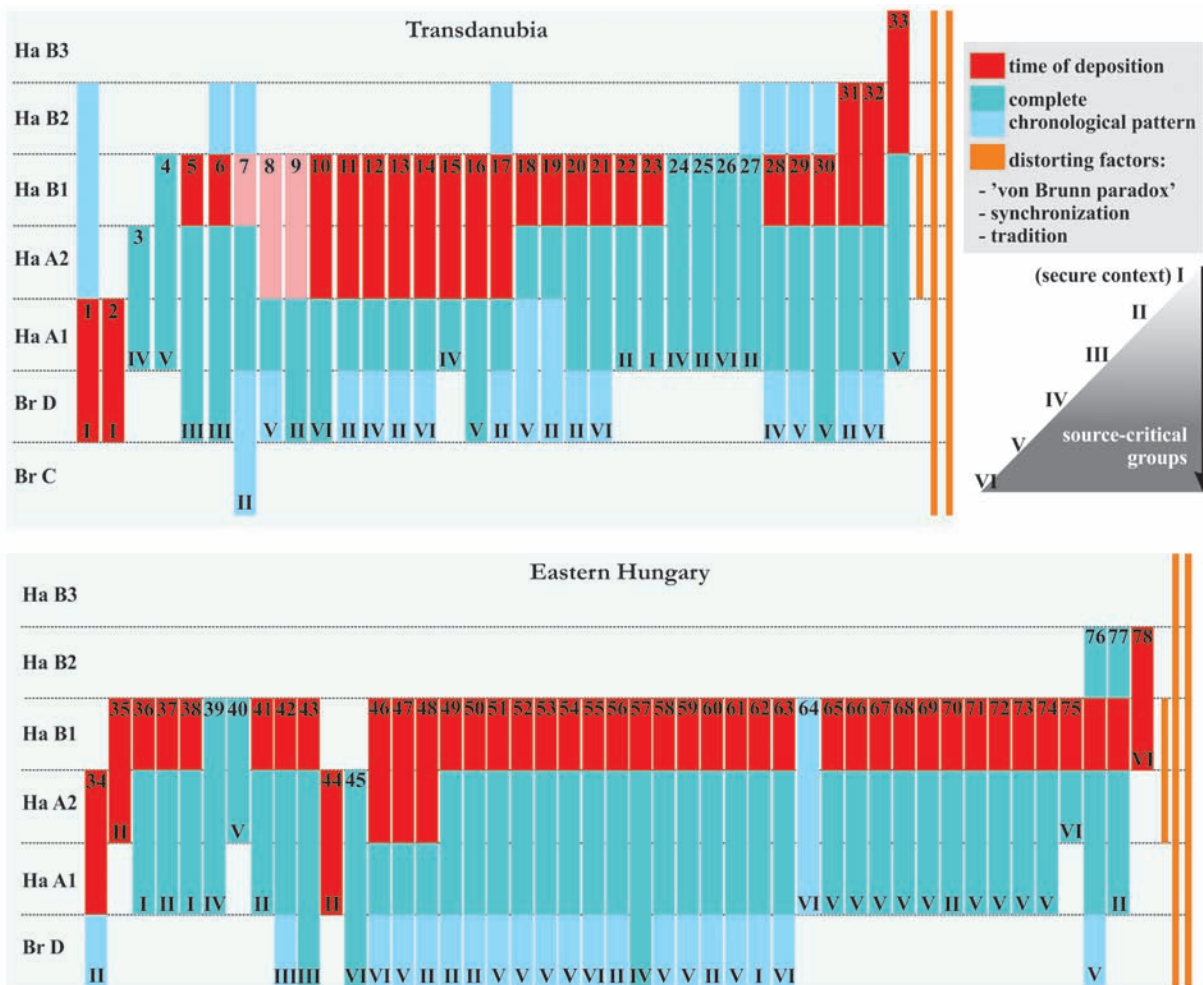 Transdanubia
33
Ha B3
31 32
Ha B2
4 5 6 7 8 9 10 11 12 13 14 15 16 17 18 19 20 21 22 23 24 25 26 27 28 29 30
Ha B1
3
Ha A2
1 2
Ha A1
IV V IV II I IV II VI II V
Br D
I I III III V II VI II IV II VI V II V II II VI IV V V II VI
Br C
II
time of deposition
complete
chronological pattern
distorting factors:
- 'von Brunn paradox'
- synchronization
- tradition
(secure context) I
II
III
IV
V
VI
source-critical
groups
Eastern Hungary
Ha B3
76 77 78
Ha B2
35 36 37 38 39 40 41 42 43 46 47 48 49 50 51 52 53 54 55 56 57 58 59 60 61 62 63 64 65 66 67 68 69 70 71 72 73 74 75
Ha B1
VI
34 44 45
Ha A2
II V VI
Ha A1
I II I IV II II VI V V V V V II V V V V II
Br D
II III III VI VI V II II II V V V V VI II IV V V II V I VI V